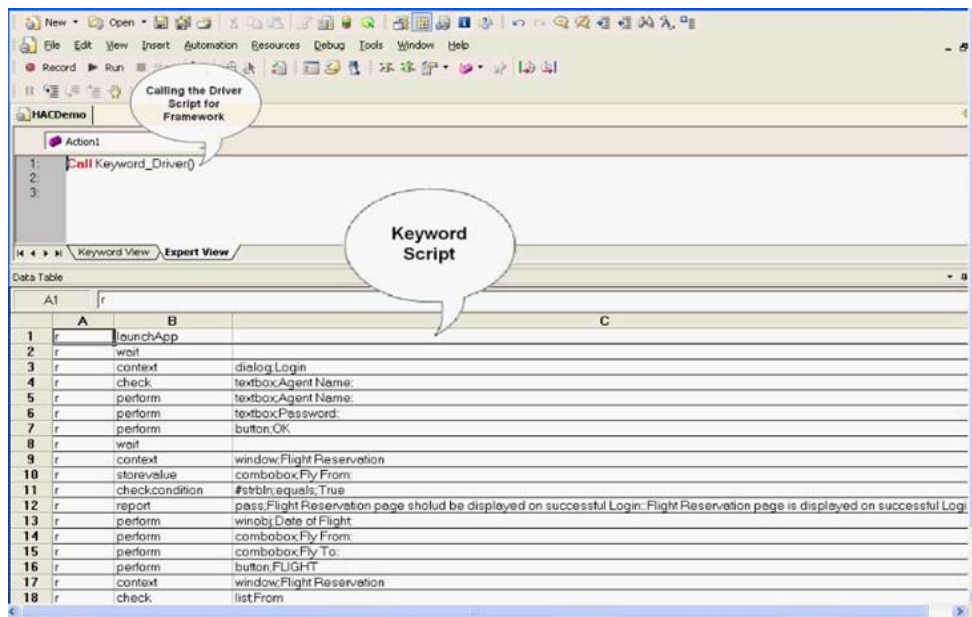 New Open
File Edit View Insert Automation Resources Debug Tools Window Help
Record Run
Calling the Driver
Script for
Framework
HACDemo
Action1
1: Call Keyword_Driver()
2:
3:
Keyword
Script
Keyword View Expert View
Data Table
A1 r
A B C
1 r launchApp
2 r wait
3 r context dialog;Login
4 r check textbox;Agent Name:
5 r perform textbox;Agent Name:
6 r perform textbox;Password:
7 r perform button;OK
8 r wait
9 r context window;Flight Reservation
10 r storevalue combobox;Fly From:
11 r checkcondition #strbln;equals;True
12 r report pass;Flight Reservation page sholud be displayed on successful Login::Flight Reservation page is displayed on successful Logi
13 r perform winobj;Date of Flight:
14 r perform combobox;Fly From:
15 r perform combobox;Fly To:
16 r perform button;FLIGHT
17 r context window;Flight Reservation
18 r check list;From